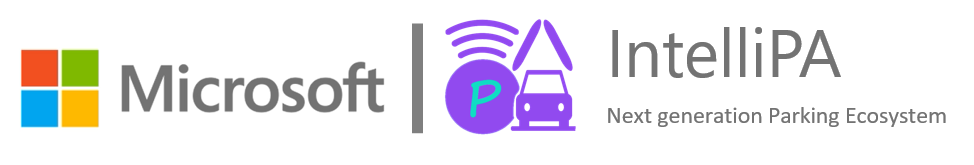 Microsoft
P
IntelliPA
Next generation Parking Ecosystem